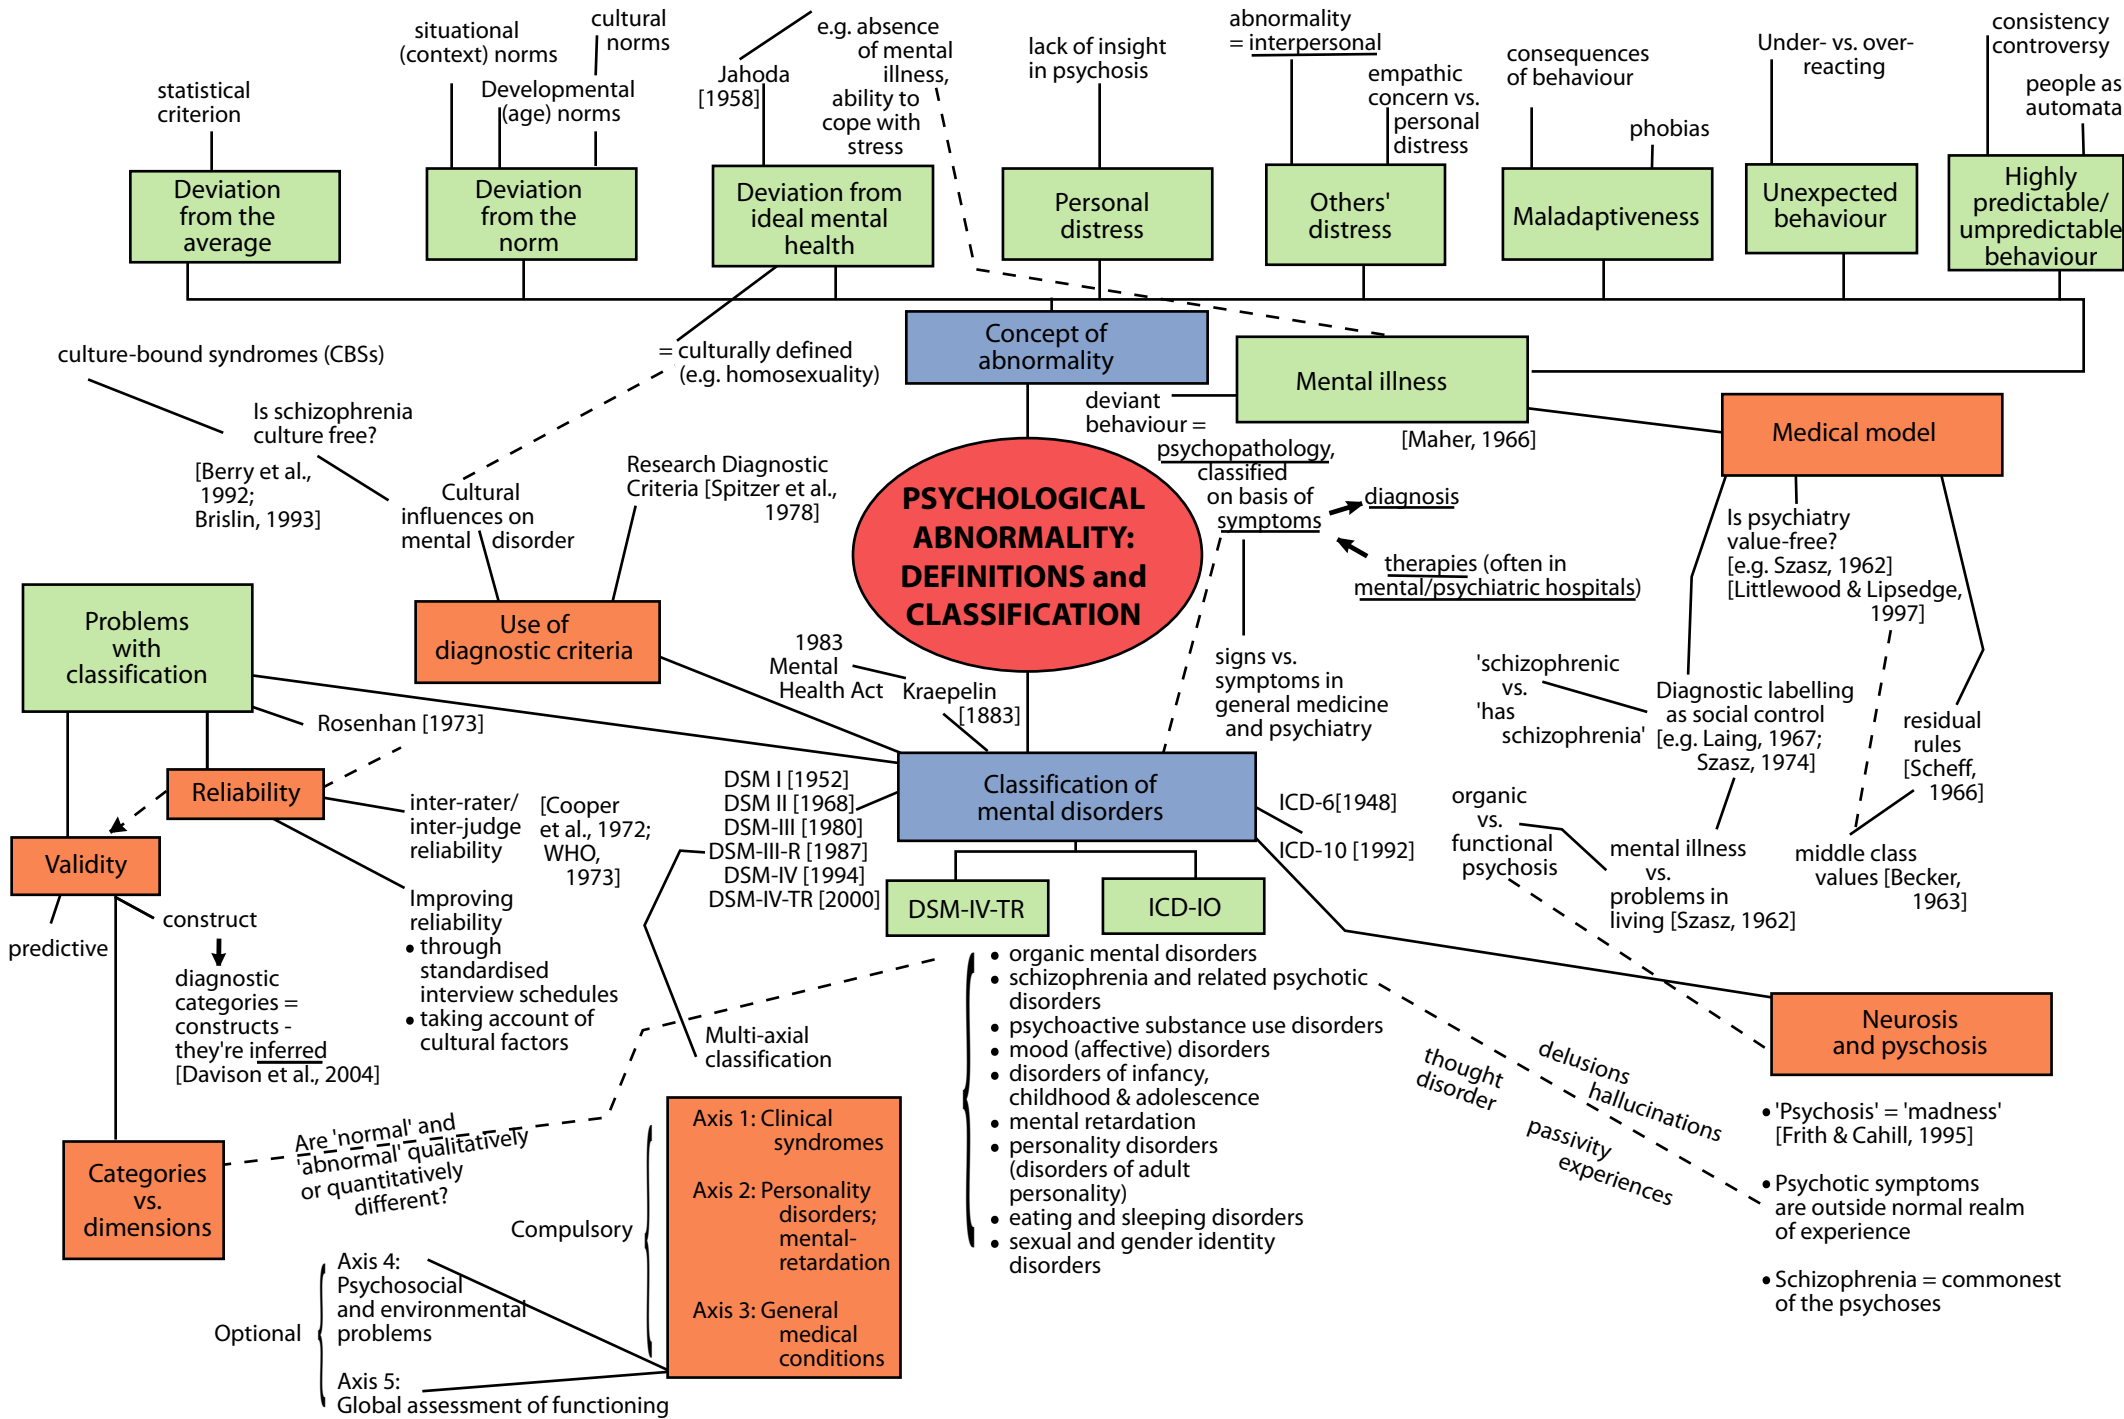 statistical
criterion
situational
(context) norms
cultural
norms
Developmental
(age) norms
Jahoda
[1958]
e.g. absence
of mental
illness,
ability to
cope with
stress
lack of insight
in psychosis
abnormality
= interpersonal
empathic
concern vs.
personal
distress
consequences
of behaviour
phobias
Under- vs. over-
reacting
consistency
controversy
people as
automata
Deviation
from the
average
Deviation
from the
norm
Deviation from
ideal mental
health
Personal
distress
Others'
distress
Maladaptiveness
Unexpected
behaviour
Highly
predictable/
umpredictable
behaviour
Concept of
abnormality
culture-bound syndromes (CBSs)
= culturally defined
(e.g. homosexuality)
Mental illness
[Maher, 1966]
Medical model
Is schizophrenia
culture free?
[Berry et al.,
1992;
Brislin, 1993]
Cultural
influences on
mental disorder
Research Diagnostic
Criteria [Spitzer et al.,
1978]
PSYCHOLOGICAL
ABNORMALITY:
DEFINITIONS and
CLASSIFICATION
deviant
behaviour =
psychopathology,
classified
on basis of
symptoms
diagnosis
therapies (often in
mental/psychiatric hospitals)
signs vs.
symptoms in
general medicine
and psychiatry
Is psychiatry
value-free?
[e.g. Szasz, 1962]
[Littlewood & Lipsedge,
1997]
Problems
with
classification
Use of
diagnostic criteria
1983
Mental
Health Act
Kraepelin
[1883]
'schizophrenic
vs.
'has
schizophrenia'
Diagnostic labelling
as social control
[e.g. Laing, 1967;
Szasz, 1974]
residual
rules
[Scheff,
1966]
Rosenhan [1973]
Reliability
Validity
inter-rater/
inter-judge
reliability
[Cooper
et al., 1972;
WHO,
1973]
DSM I [1952]
DSM II [1968]
DSM-III [1980]
DSM-III-R [1987]
DSM-IV [1994]
DSM-IV-TR [2000]
Classification of
mental disorders
ICD-6[1948]
ICD-10 [1992]
organic
vs.
functional
psychosis
mental illness
vs.
problems in
living [Szasz, 1962]
middle class
values [Becker,
1963]
predictive
construct
diagnostic
categories =
constructs -
they're inferred
[Davison et al., 2004]
Improving
reliability
• through
standardised
interview schedules
• taking account of
cultural factors
DSM-IV-TR
ICD-IO
Multi-axial
classification
• organic mental disorders
• schizophrenia and related psychotic
disorders
• psychoactive substance use disorders
• mood (affective) disorders
• disorders of infancy,
childhood & adolescence
• mental retardation
• personality disorders
(disorders of adult
personality)
• eating and sleeping disorders
• sexual and gender identity
disorders
thought
disorder
delusions
hallucinations
passivity
experiences
Neurosis
and pyschosis
• 'Psychosis' = 'madness'
[Frith & Cahill, 1995]
• Psychotic symptoms
are outside normal realm
of experience
• Schizophrenia = commonest
of the psychoses
Categories
vs.
dimensions
Are 'normal' and
'abnormal' qualitatively
or quantitatively
different?
Compulsory
Axis 1: Clinical
syndromes
Axis 2: Personality
disorders;
mental-
retardation
Axis 3: General
medical
conditions
Optional
Axis 4:
Psychosocial
and environmental
problems
Axis 5:
Global assessment of functioning